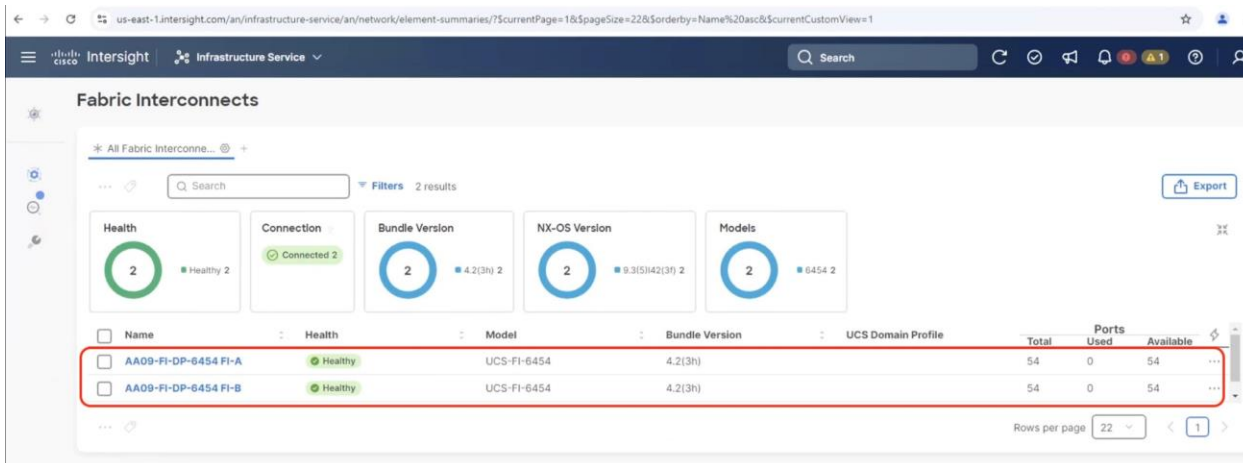 us-east-1.intersight.com/an/infrastructure-service/an/network/element-summaries/?$currentPage=1&$pageSize=22&$orderby=Name%20asc&$currentCustomView=1
cisco Intersight Infrastructure Service Search 0 1
Fabric Interconnects
All Fabric Interconne... +
... Search Filters 2 results Export
Health Connection Bundle Version NX-OS Version Models
Connected 2
2 Healthy 2 2 4.2(3h) 2 2 9.3(5)I42(3f) 2 2 6454 2
Ports
Name Health Model Bundle Version UCS Domain Profile Total Used Available
AA09-FI-DP-6454 FI-A Healthy UCS-FI-6454 4.2(3h) 54 0 54 ...
AA09-FI-DP-6454 FI-B Healthy UCS-FI-6454 4.2(3h) 54 0 54 ...
... Rows per page 22 1